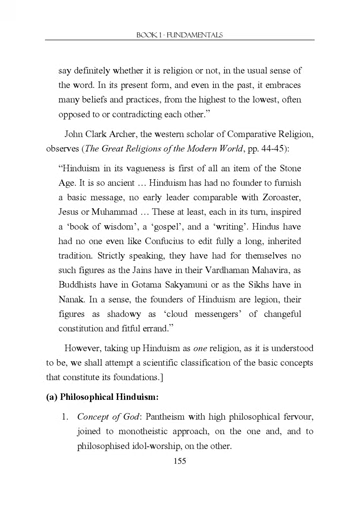 BOOK I - FUNDAMENTALS
say definitely whether it is religion or not, in the usual sense of
the word. In its present form, and even in the past, it embraces
many beliefs and practices, from the highest to the lowest, often
opposed to or contradicting each other.”
John Clark Archer, the western scholar of Comparative Religion,
observes (The Great Religions of the Modern World, pp. 44-45):
“Hinduism in its vagueness is first of all an item of the Stone
Age. It is so ancient … Hinduism has had no founder to furnish
a basic message, no early leader comparable with Zoroaster,
Jesus or Muhammad … These at least, each in its turn, inspired
a ‘book of wisdom’, a ‘gospel’, and a ‘writing’. Hindus have
had no one even like Confucius to edit fully a long, inherited
tradition. Strictly speaking, they have had for themselves no
such figures as the Jains have in their Vardhaman Mahavira, as
Buddhists have in Gotama Sakyamuni or as the Sikhs have in
Nanak. In a sense, the founders of Hinduism are legion, their
figures as shadowy as ‘cloud messengers’ of changeful
constitution and fitful errand.”
However, taking up Hinduism as one religion, as it is understood
to be, we shall attempt a scientific classification of the basic concepts
that constitute its foundations.]
(a) Philosophical Hinduism:
1. Concept of God: Pantheism with high philosophical fervour,
joined to monotheistic approach, on the one and, and to
philosophised idol-worship, on the other.
155